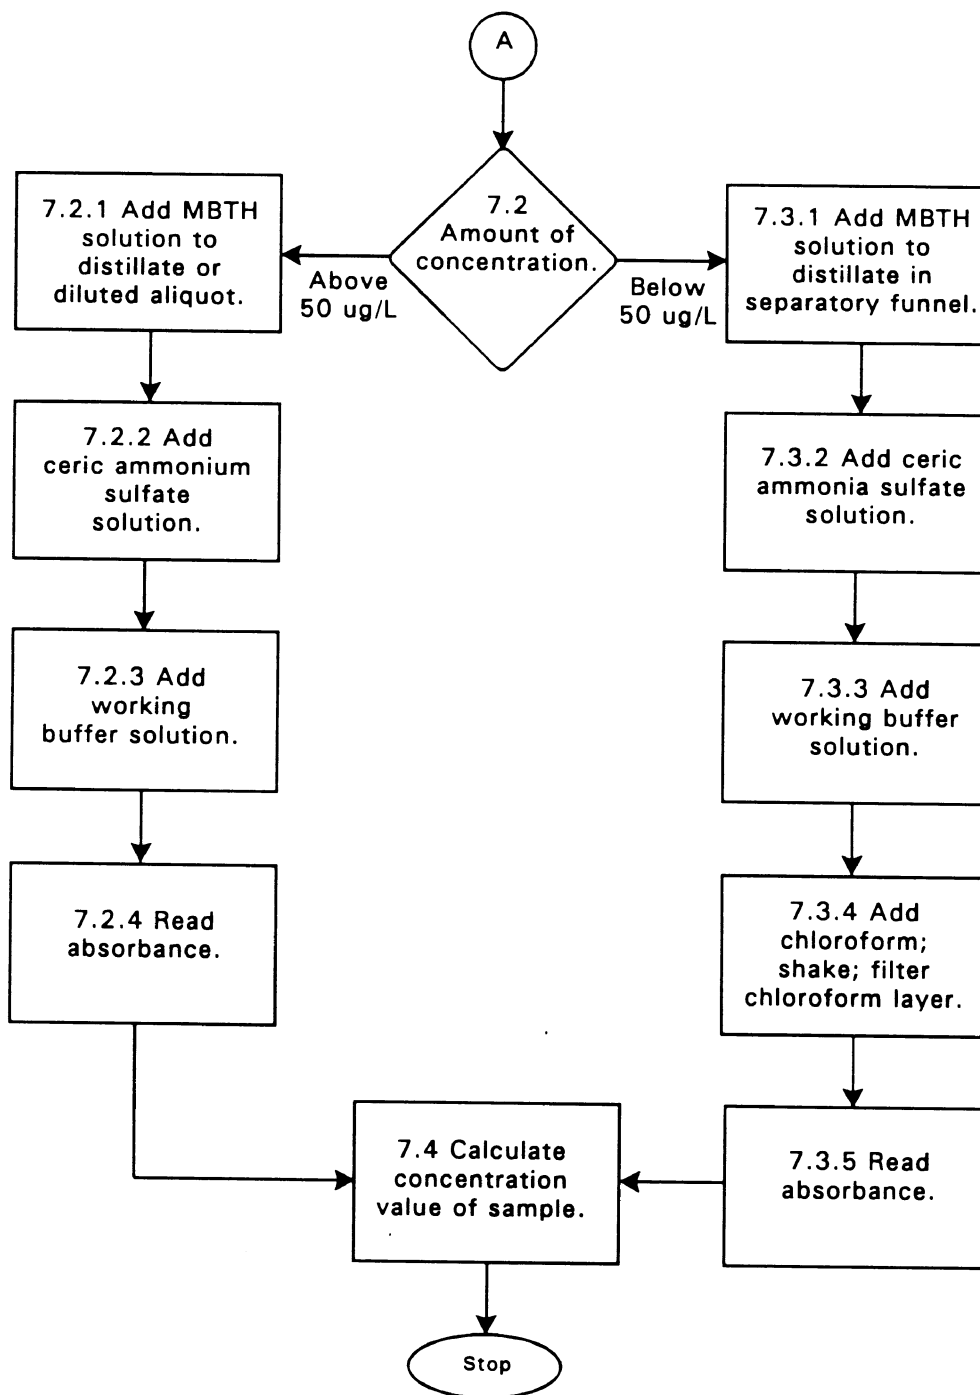 A
7.2
Amount of
concentration.
Above
50 ug/L
Below
50 ug/L
7.2.1 Add MBTH
solution to
distillate or
diluted aliquot.
7.2.2 Add
ceric ammonium
sulfate
solution.
7.2.3 Add
working
buffer solution.
7.2.4 Read
absorbance.
7.3.1 Add MBTH
solution to
distillate in
separatory funnel.
7.3.2 Add ceric
ammonia sulfate
solution.
7.3.3 Add
working buffer
solution.
7.3.4 Add
chloroform;
shake; filter
chloroform layer.
7.3.5 Read
absorbance.
7.4 Calculate
concentration
value of sample.
Stop